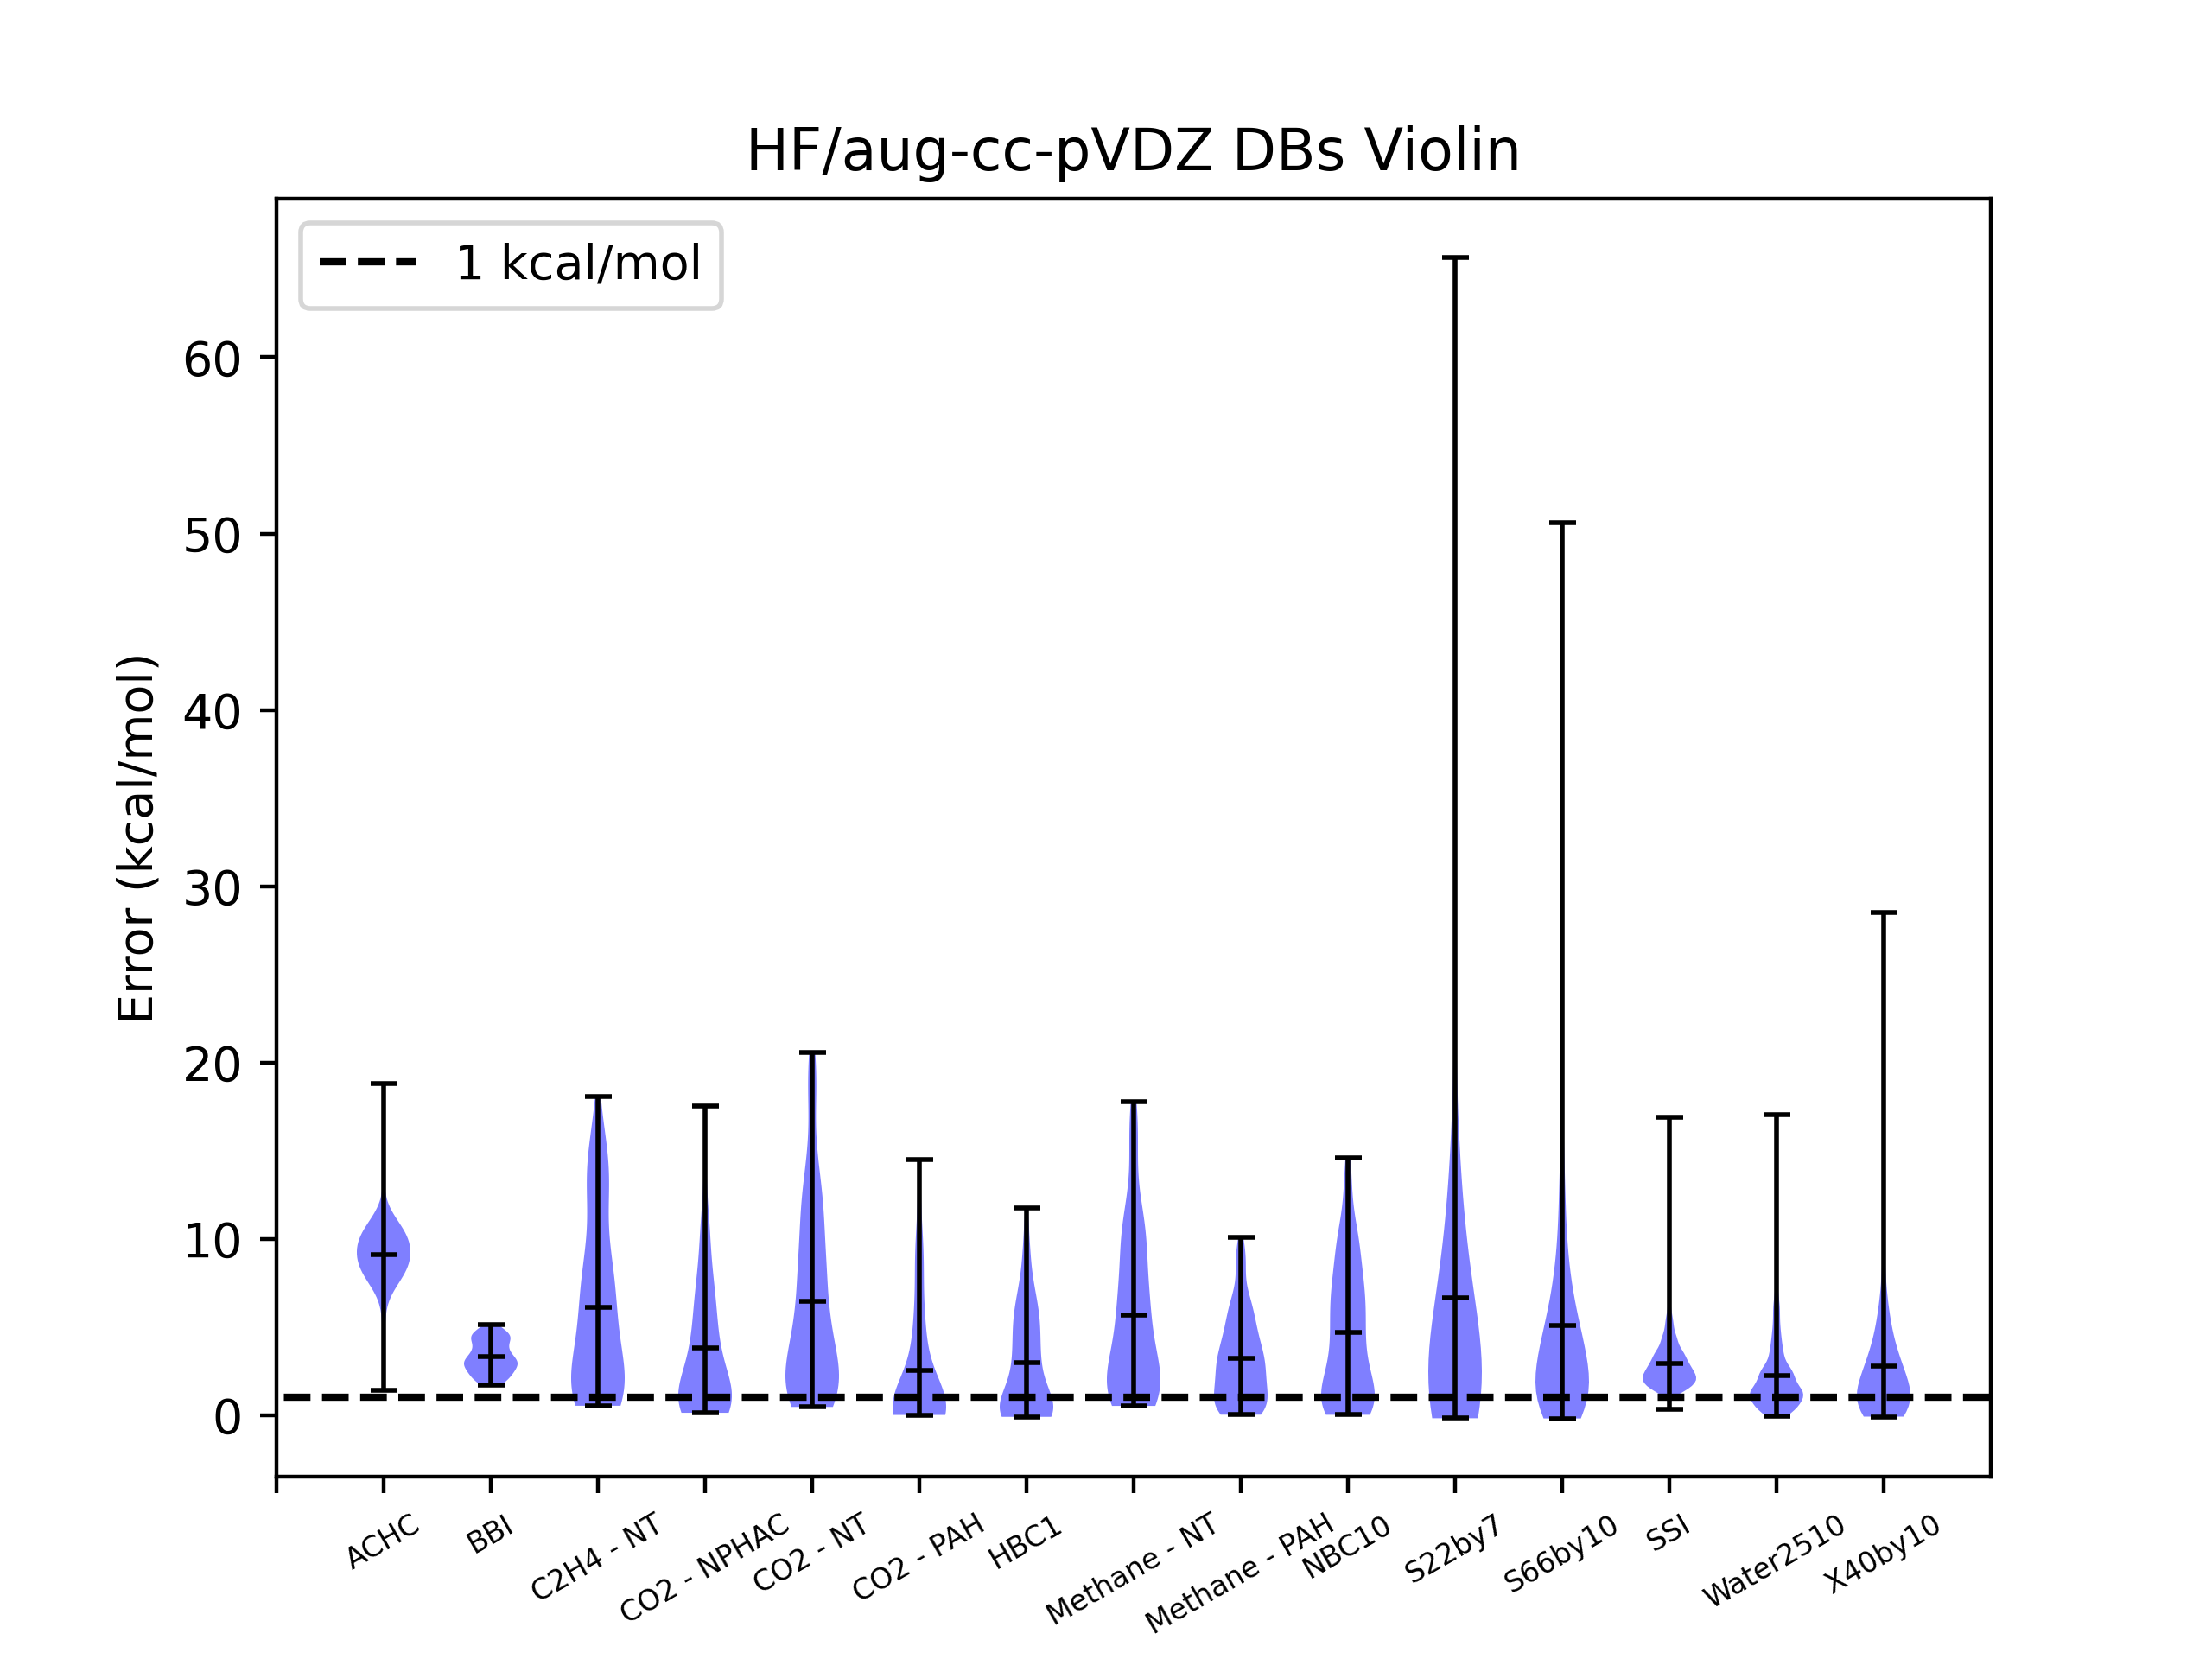 HF/aug-cc-pVDZ DBs Violin
1 kcal/mol
Error (kcal/mol)
60
50
40
30
20
10
0
ACHC
BBI
C2H4 - NT
CO2 - NPHAC
CO2 - NT
CO2 - PAH
HBC1
Methane - NT
Methane - PAH
NBC10
S22by7
S66by10
SSI
Water2510
X40by10